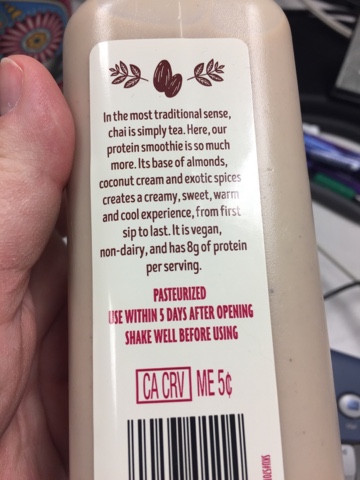 In the most traditional sense,
chai is simply tea. Here, our
protein smoothie is so much
more. Its base of almonds,
coconut cream and exotic spices
creates a creamy, sweet, warm
and cool experience, from first
sip to last. It is vegan,
non-dairy, and has 8g of protein
per serving.
PASTEURIZED
USE WITHIN 5 DAYS AFTER OPENING
SHAKE WELL BEFORE USING
CA CRV ME 5¢